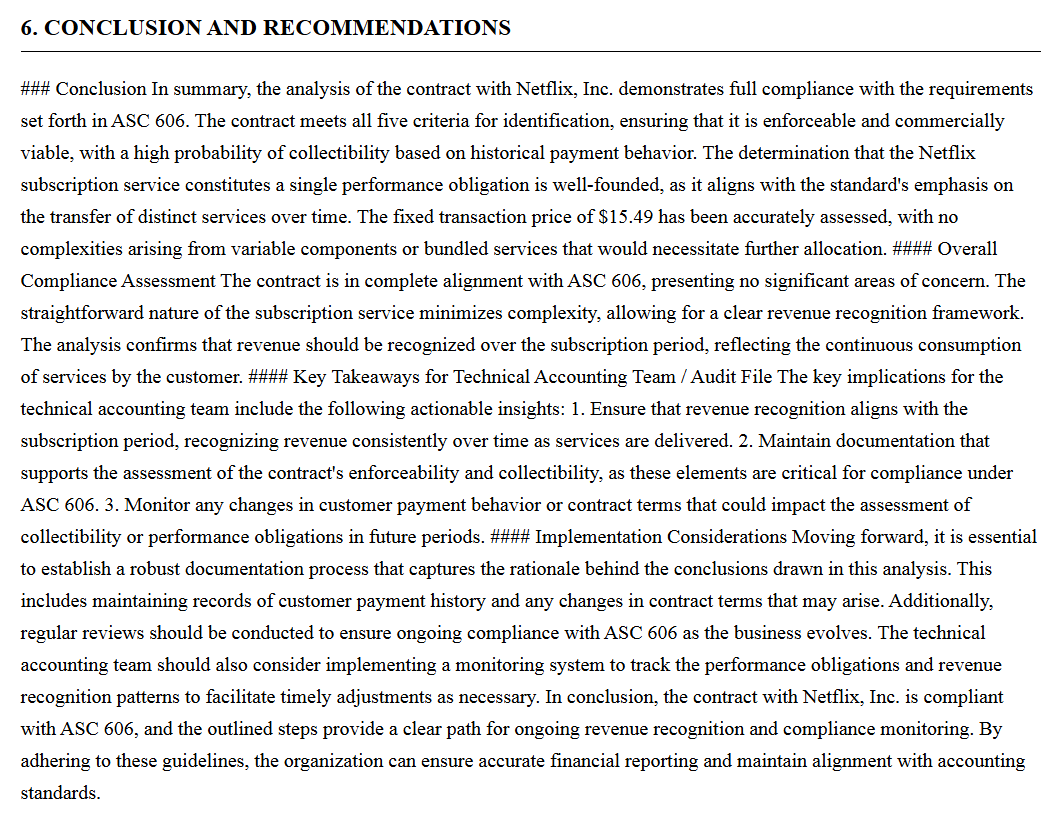 6. CONCLUSION AND RECOMMENDATIONS
### Conclusion In summary, the analysis of the contract with Netflix, Inc. demonstrates full compliance with the requirements
set forth in ASC 606. The contract meets all five criteria for identification, ensuring that it is enforceable and commercially
viable, with a high probability of collectibility based on historical payment behavior. The determination that the Netflix
subscription service constitutes a single performance obligation is well-founded, as it aligns with the standard's emphasis on
the transfer of distinct services over time. The fixed transaction price of $15.49 has been accurately assessed, with no
complexities arising from variable components or bundled services that would necessitate further allocation. #### Overall
Compliance Assessment The contract is in complete alignment with ASC 606, presenting no significant areas of concern. The
straightforward nature of the subscription service minimizes complexity, allowing for a clear revenue recognition framework.
The analysis confirms that revenue should be recognized over the subscription period, reflecting the continuous consumption
of services by the customer. #### Key Takeaways for Technical Accounting Team / Audit File The key implications for the
technical accounting team include the following actionable insights: 1. Ensure that revenue recognition aligns with the
subscription period, recognizing revenue consistently over time as services are delivered. 2. Maintain documentation that
supports the assessment of the contract's enforceability and collectibility, as these elements are critical for compliance under
ASC 606. 3. Monitor any changes in customer payment behavior or contract terms that could impact the assessment of
collectibility or performance obligations in future periods. #### Implementation Considerations Moving forward, it is essential
to establish a robust documentation process that captures the rationale behind the conclusions drawn in this analysis. This
includes maintaining records of customer payment history and any changes in contract terms that may arise. Additionally,
regular reviews should be conducted to ensure ongoing compliance with ASC 606 as the business evolves. The technical
accounting team should also consider implementing a monitoring system to track the performance obligations and revenue
recognition patterns to facilitate timely adjustments as necessary. In conclusion, the contract with Netflix, Inc. is compliant
with ASC 606, and the outlined steps provide a clear path for ongoing revenue recognition and compliance monitoring. By
adhering to these guidelines, the organization can ensure accurate financial reporting and maintain alignment with accounting
standards.